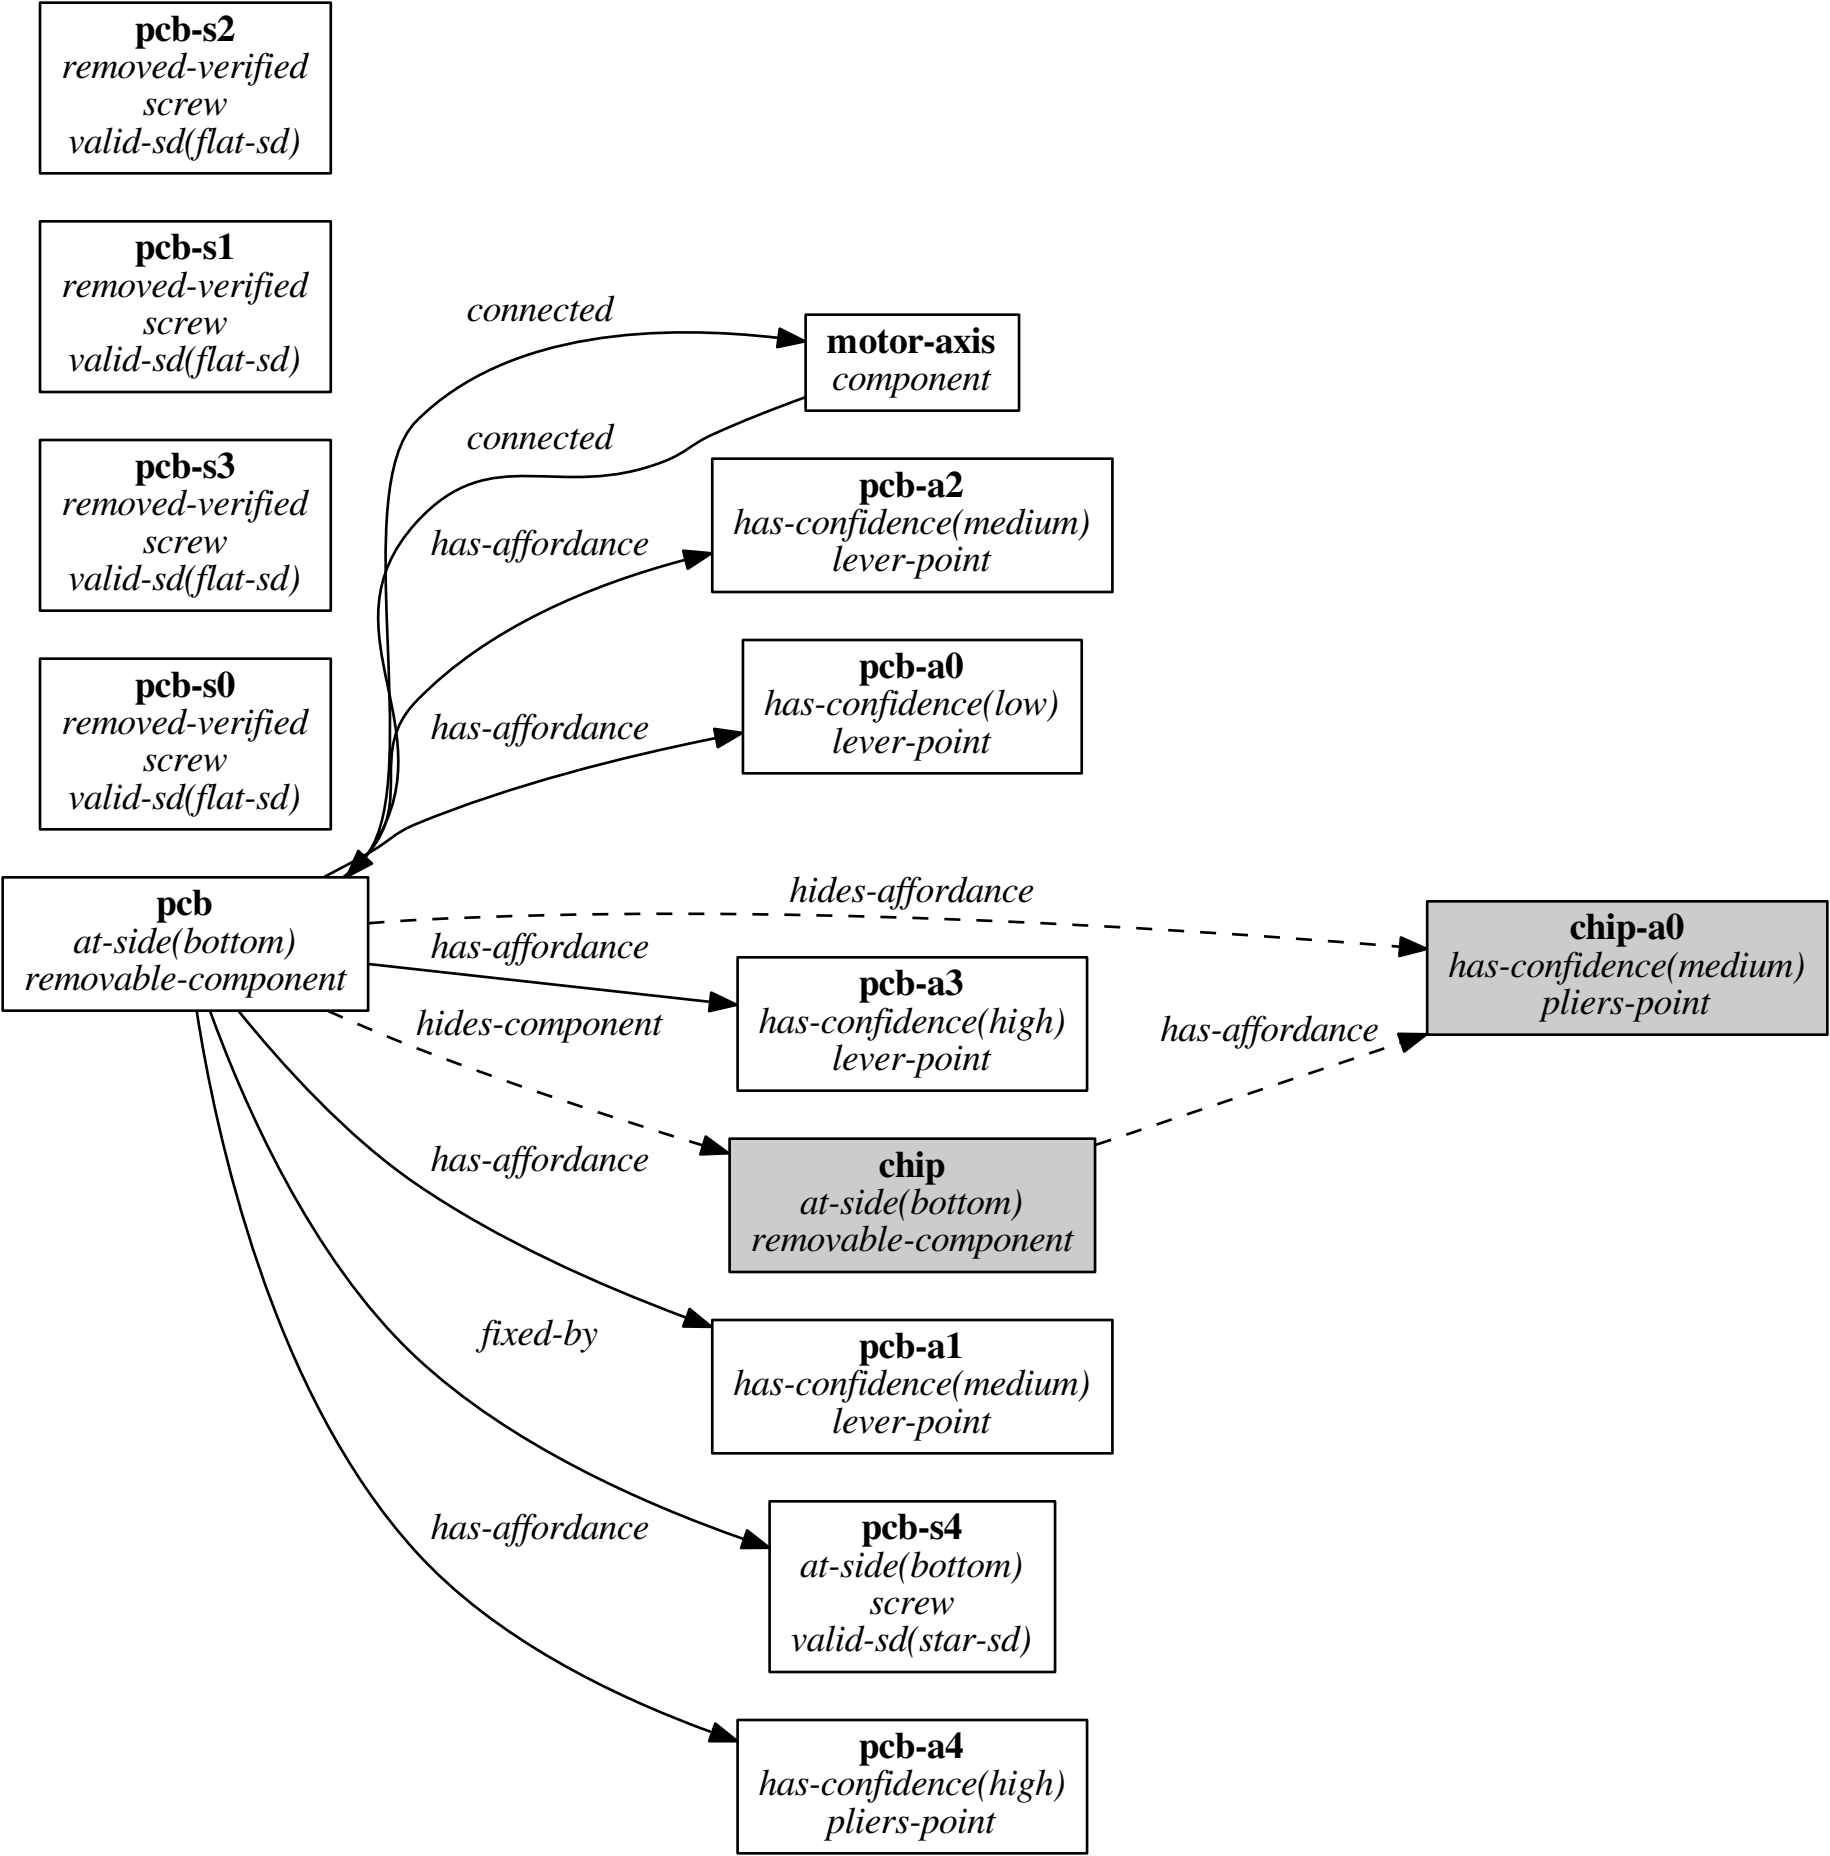 pcb-s2
removed-verified
screw
valid-sd(flat-sd)
pcb-s1
removed-verified
screw
valid-sd(flat-sd)
pcb-s3
removed-verified
screw
valid-sd(flat-sd)
pcb-s0
removed-verified
screw
valid-sd(flat-sd)
pcb
at-side(bottom)
removable-component
connected
connected
has-affordance
has-affordance
hides-affordance
has-affordance
hides-component
has-affordance
has-affordance
fixed-by
has-affordance
motor-axis
component
pcb-a2
has-confidence(medium)
lever-point
pcb-a0
has-confidence(low)
lever-point
pcb-a3
has-confidence(high)
lever-point
chip
at-side(bottom)
removable-component
pcb-a1
has-confidence(medium)
lever-point
pcb-s4
at-side(bottom)
screw
valid-sd(star-sd)
pcb-a4
has-confidence(high)
pliers-point
chip-a0
has-confidence(medium)
pliers-point